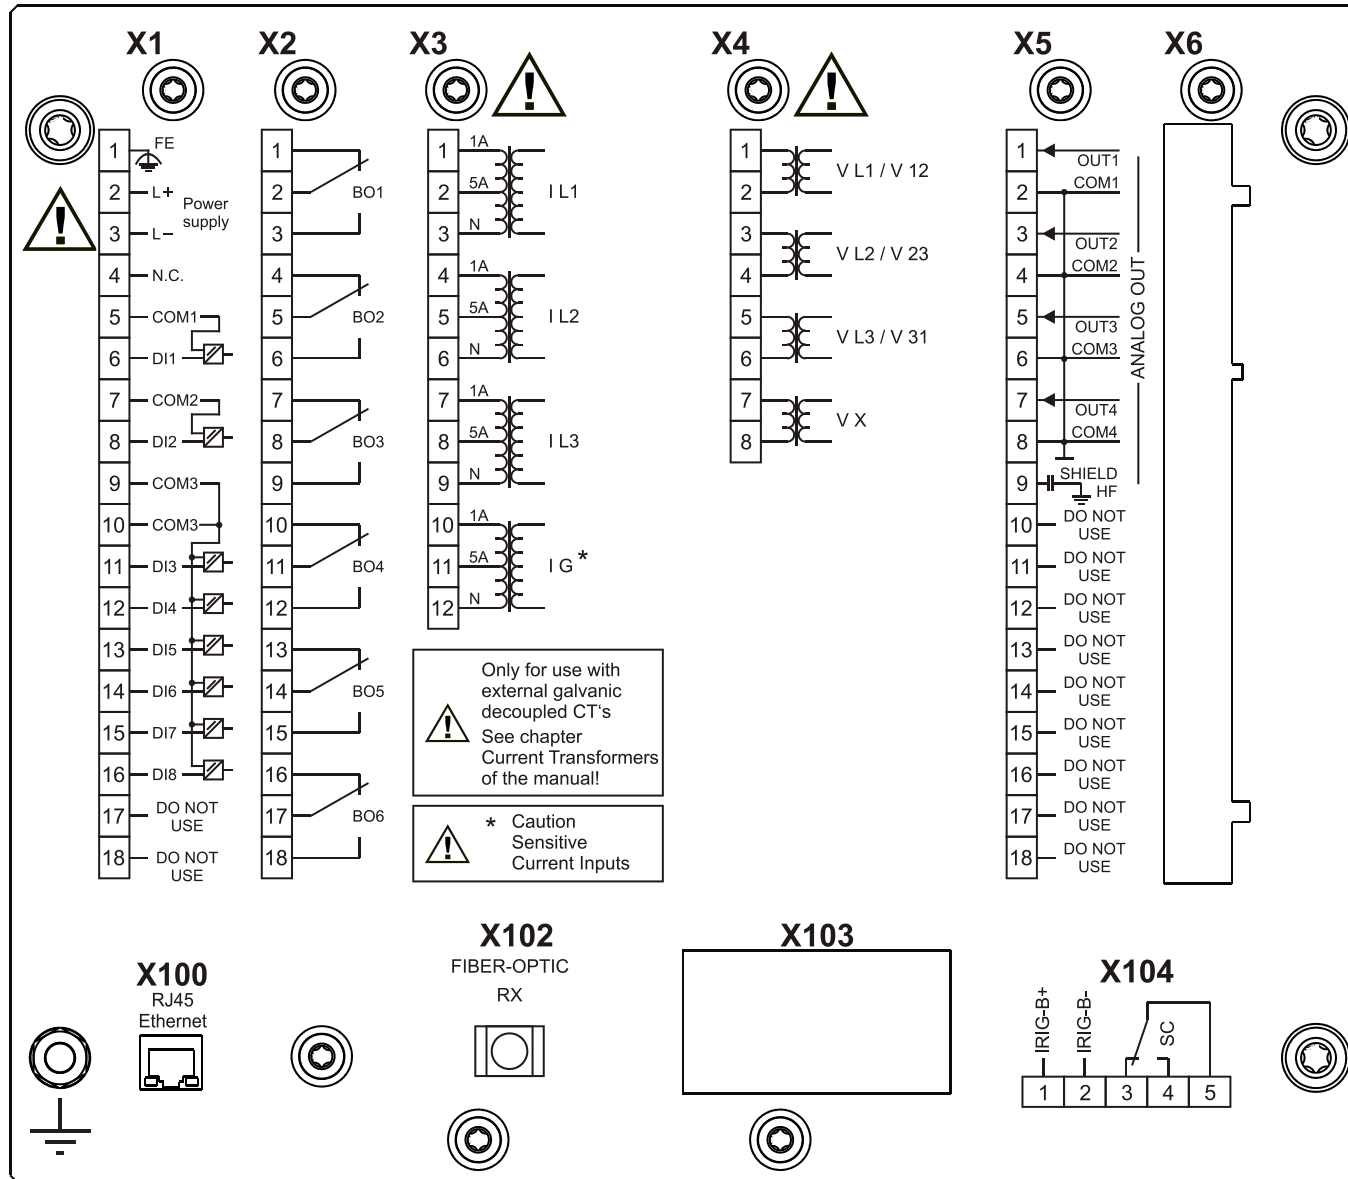 X1
X2
X3
X4
X5
X6
1
FE
2
L+
Power
supply
3
L−
4
N.C.
5
COM1
6
DI1
7
COM2
8
DI2
9
COM3
10
COM3
11
DI3
12
DI4
13
DI5
14
DI6
15
DI7
16
DI8
17
DO NOT
USE
18
DO NOT
USE
1
2
BO1
3
4
5
BO2
6
7
8
BO3
9
10
11
BO4
12
13
14
BO5
15
16
17
BO6
18
1
1A
2
5A
I L1
3
N
4
1A
5
5A
I L2
6
N
7
1A
8
5A
I L3
9
N
10
1A
11
5A
I G *
12
N
Only for use with
external galvanic
decoupled CT‘s
See chapter
Current Transformers
of the manual!
* Caution
Sensitive
Current Inputs
1
V L1 / V 12
2
3
V L2 / V 23
4
5
V L3 / V 31
6
7
V X
8
1
OUT1
2
COM1
3
OUT2
4
COM2
5
OUT3
6
COM3
7
OUT4
8
COM4
ANALOG OUT
9
SHIELD
HF
10
DO NOT
USE
11
DO NOT
USE
12
DO NOT
USE
13
DO NOT
USE
14
DO NOT
USE
15
DO NOT
USE
16
DO NOT
USE
17
DO NOT
USE
18
DO NOT
USE
X100
RJ45
Ethernet
X102
FIBER-OPTIC
RX
X103
X104
IRIG-B+
IRIG-B-
SC
1 2 3 4 5